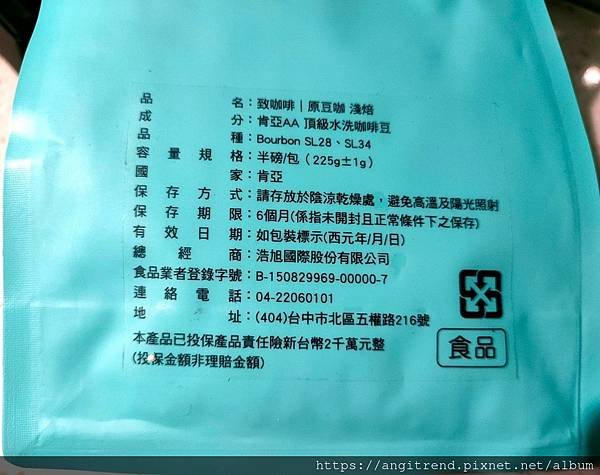 品名：致咖啡｜原豆咖 淺焙
成分：肯亞AA 頂級水洗咖啡豆
品種：Bourbon SL28、SL34
容量規格：半磅/包（225g±1g）
國家：肯亞
保存方式：請存放於陰涼乾燥處，避免高溫及陽光照射
保存期限：6個月(係指未開封且正常條件下之保存)
有效日期：如包裝標示(西元年/月/日)
總經商：浩旭國際股份有限公司
食品業者登錄字號：B-150829969-00000-7
連絡電話：04-22060101
地址：(404)台中市北區五權路216號
本產品已投保產品責任險新台幣2千萬元整
(投保金額非理賠金額)
食品
https://angitrend.pixnet.net/album